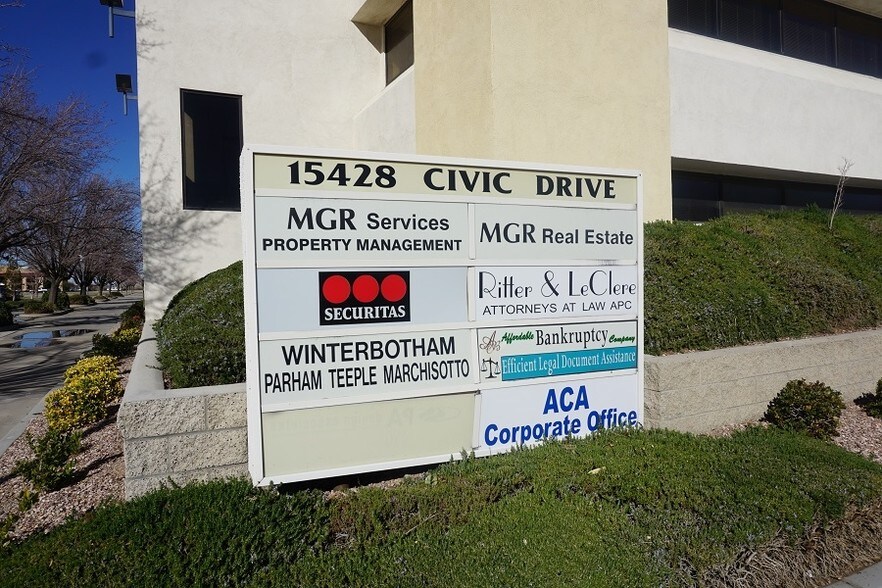 15428 CIVIC DRIVE
MGR Services
PROPERTY MANAGEMENT
MGR Real Estate
SECURITAS
Ritter & LeClere
ATTORNEYS AT LAW APC
WINTERBOTHAM
PARHAM TEEPLE MARCHISOTTO
Affordable Bankruptcy Company
Efficient Legal Document Assistance
ACA
Corporate Office